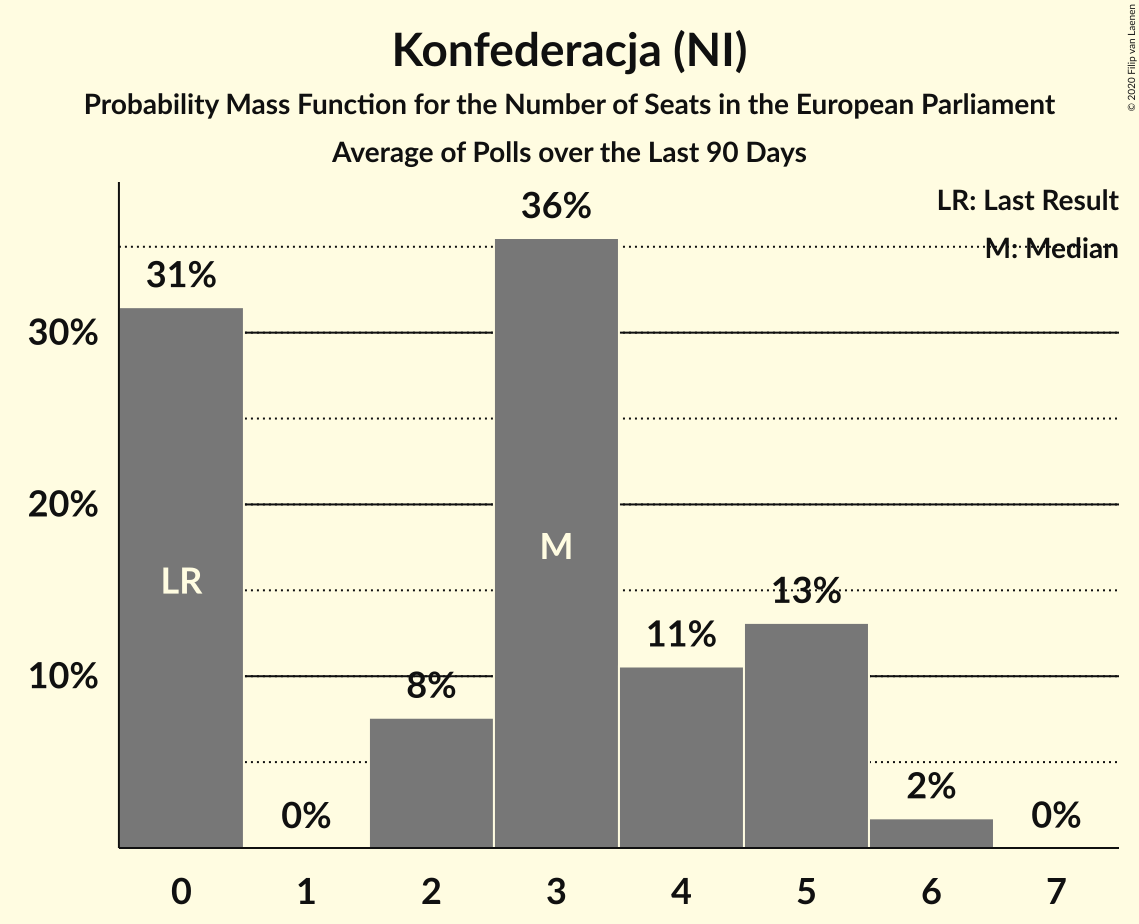 Konfederacja (NI)
Probability Mass Function for the Number of Seats in the European Parliament
Average of Polls over the Last 90 Days
© 2020 Filip van Laenen
LR: Last Result
M: Median
36%
31%
30%
20%
10%
LR
M
13%
11%
8%
2%
0%
0%
0 1 2 3 4 5 6 7